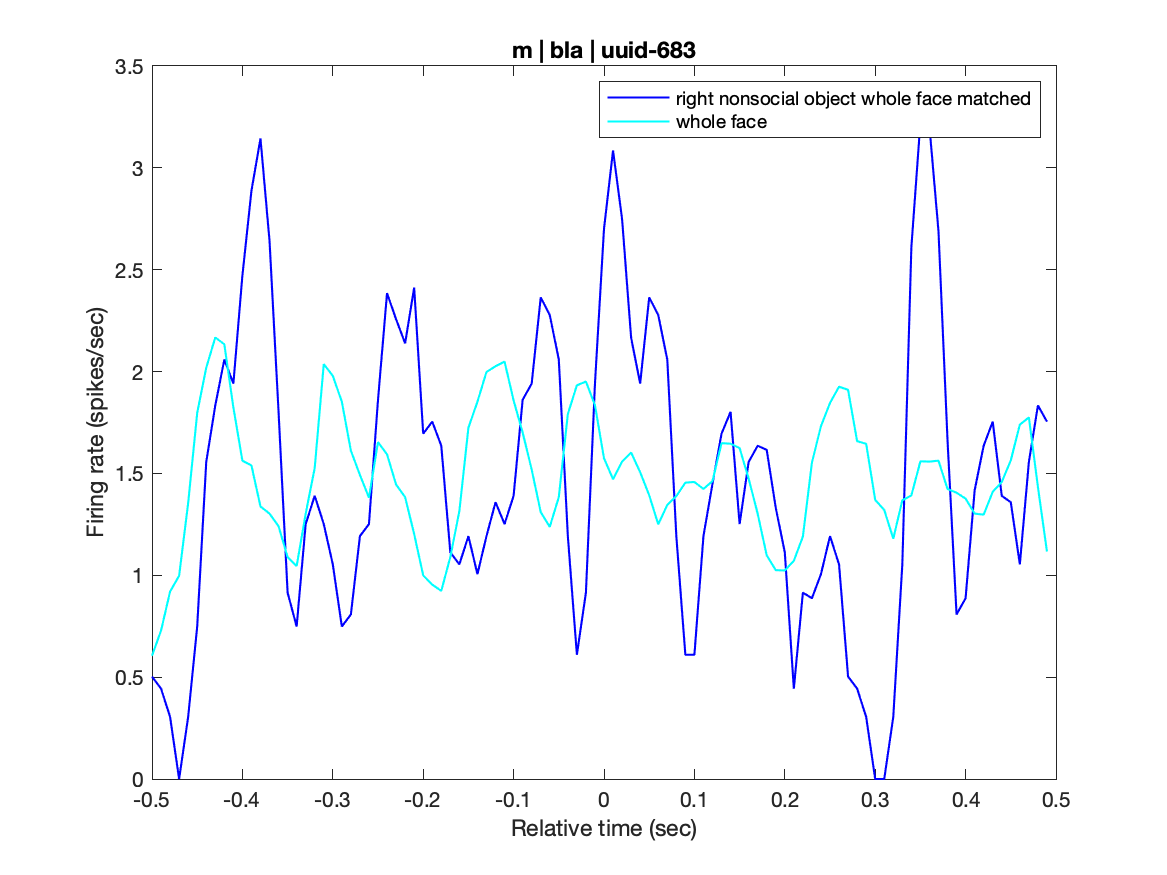 m | bla | uuid-683
3.5
3
2.5
2
1.5
1
0.5
0
Firing rate (spikes/sec)
right nonsocial object whole face matched
whole face
-0.5 -0.4 -0.3 -0.2 -0.1 0 0.1 0.2 0.3 0.4 0.5
Relative time (sec)